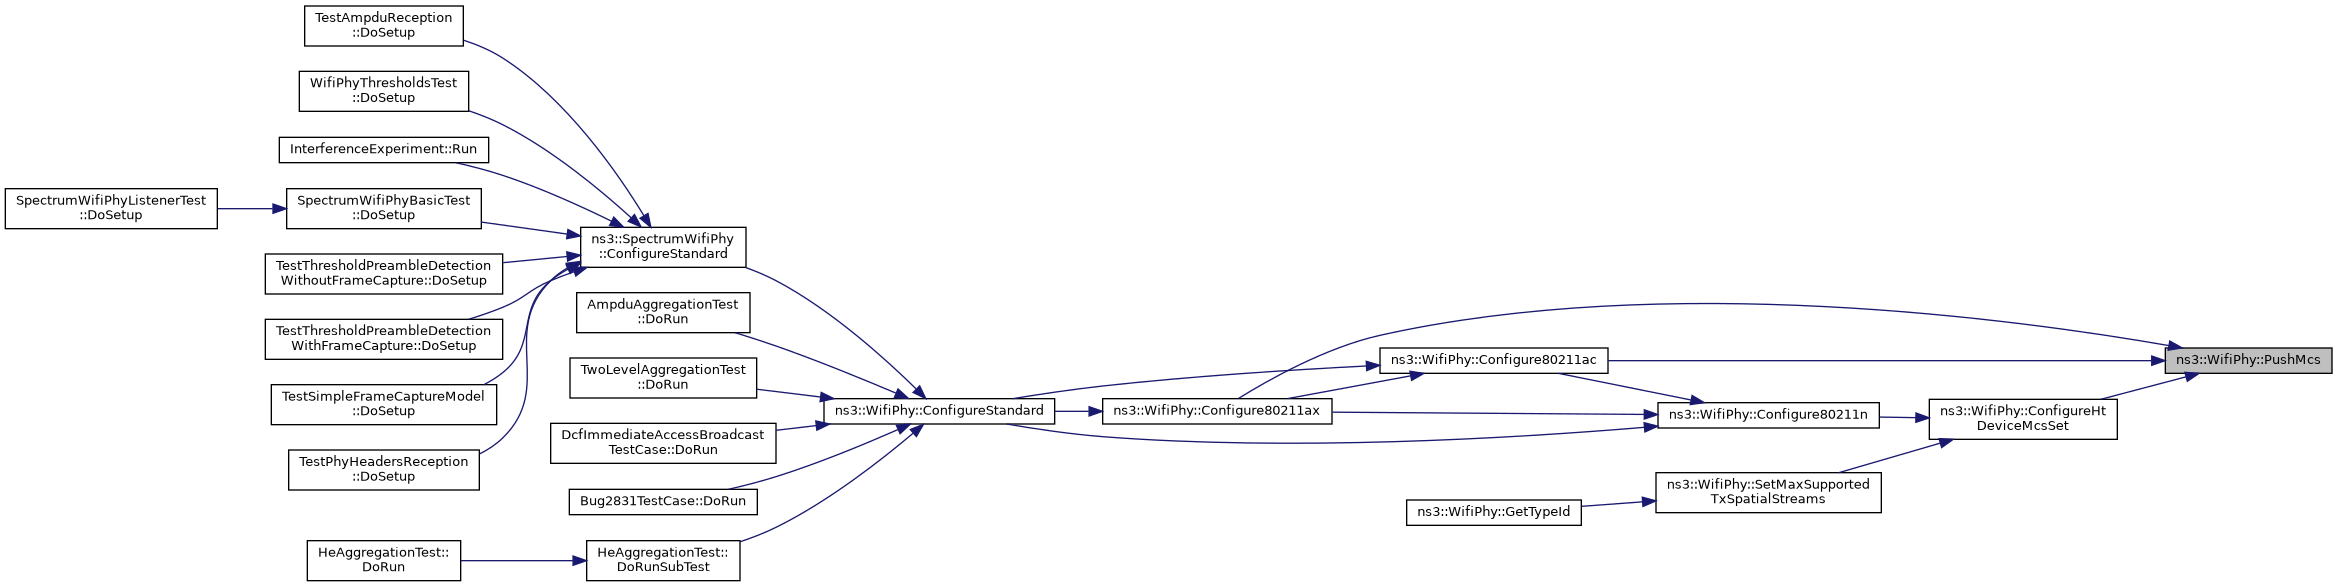 TestAmpduReception
::DoSetup
WifiPhyThresholdsTest
::DoSetup
InterferenceExperiment::Run
SpectrumWifiPhyListenerTest
::DoSetup
SpectrumWifiPhyBasicTest
::DoSetup
ns3::SpectrumWifiPhy
::ConfigureStandard
TestThresholdPreambleDetection
WithoutFrameCapture::DoSetup
AmpduAggregationTest
::DoRun
TestThresholdPreambleDetection
WithFrameCapture::DoSetup
TwoLevelAggregationTest
::DoRun
ns3::WifiPhy::Configure80211ac
ns3::WifiPhy::PushMcs
TestSimpleFrameCaptureModel
::DoSetup
ns3::WifiPhy::ConfigureStandard
ns3::WifiPhy::Configure80211ax
ns3::WifiPhy::Configure80211n
ns3::WifiPhy::ConfigureHt
DeviceMcsSet
DcfImmediateAccessBroadcast
TestCase::DoRun
TestPhyHeadersReception
::DoSetup
Bug2831TestCase::DoRun
ns3::WifiPhy::SetMaxSupported
TxSpatialStreams
ns3::WifiPhy::GetTypeId
HeAggregationTest::
DoRun
HeAggregationTest::
DoRunSubTest